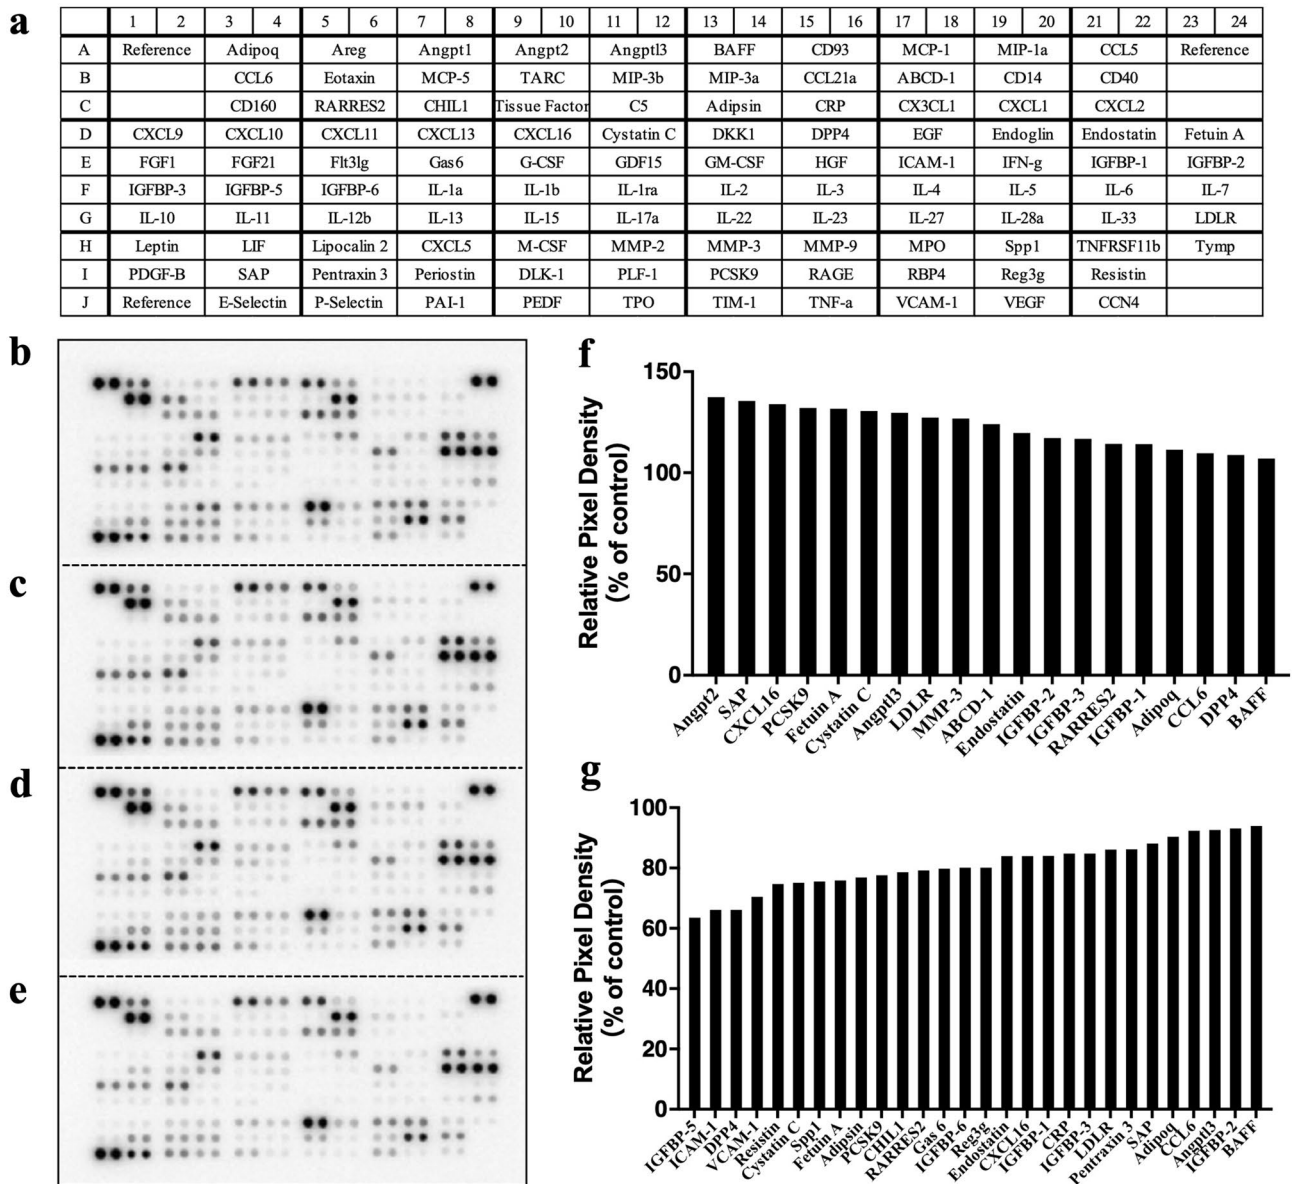 a
1 2 3 4 5 6 7 8 9 10 11 12 13 14 15 16 17 18 19 20 21 22 23 24
A Reference Adipoq Areg Angpt1 Angpt2 Angptl3 BAFF CD93 MCP-1 MIP-1a CCL5 Reference
B CCL6 Eotaxin MCP-5 TARC MIP-3b MIP-3a CCL21a ABCD-1 CD14 CD40
C CD160 RARRES2 CHIL1 Tissue Factor C5 Adipsin CRP CX3CL1 CXCL1 CXCL2
D CXCL9 CXCL10 CXCL11 CXCL13 CXCL16 Cystatin C DKK1 DPP4 EGF Endoglin Endostatin Fetuin A
E FGF1 FGF21 Flt3lg Gas6 G-CSF GDF15 GM-CSF HGF ICAM-1 IFN-g IGFBP-1 IGFBP-2
F IGFBP-3 IGFBP-5 IGFBP-6 IL-1a IL-1b IL-1ra IL-2 IL-3 IL-4 IL-5 IL-6 IL-7
G IL-10 IL-11 IL-12b IL-13 IL-15 IL-17a IL-22 IL-23 IL-27 IL-28a IL-33 LDLR
H Leptin LIF Lipocalin 2 CXCL5 M-CSF MMP-2 MMP-3 MMP-9 MPO Spp1 TNFRSF11b Tymp
I PDGF-B SAP Pentraxin 3 Periostin DLK-1 PLF-1 PCSK9 RAGE RBP4 Reg3g Resistin
J Reference E-Selectin P-Selectin PAI-1 PEDF TPO TIM-1 TNF-a VCAM-1 VEGF CCN4
b
c
d
e
f
Relative Pixel Density
(% of control)
150
100
50
0
Angpt2 SAP CXCL16 PCSK9 Fetuin A Cystatin C Angptl3 LDLR MMP-3 ABCD-1 Endostatin IGFBP-2 IGFBP-3 RARRES2 IGFBP-1 Adipoq CCL6 DPP4 BAFF
g
Relative Pixel Density
(% of control)
100
80
60
40
20
0
IGFBP-5 ICAM-1 DPP4 VCAM-1 Resistin Cystatin C Spp1 Fetuin A Adipsin PCSK9 CHIL1 RARRES2 Gas 6 IGFBP-6 Reg3g Endostatin CXCL16 IGFBP-1 CRP IGFBP-3 LDLR Pentraxin 3 SAP Adipoq CCL6 Angptl3 IGFBP-2 BAFF